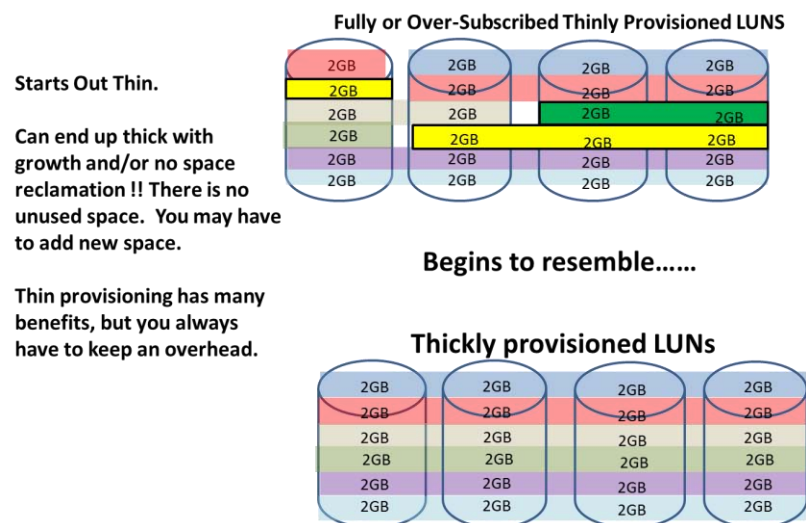 Fully or Over-Subscribed Thinly Provisioned LUNS
Starts Out Thin.
Can end up thick with
growth and/or no space
reclamation !! There is no
unused space. You may have
to add new space.
Thin provisioning has many
benefits, but you always
have to keep an overhead.
2GB 2GB 2GB 2GB
2GB 2GB 2GB 2GB
2GB 2GB 2GB 2GB
2GB 2GB 2GB 2GB
2GB 2GB 2GB 2GB
2GB 2GB 2GB 2GB
Begins to resemble......
Thickly provisioned LUNs
2GB 2GB 2GB 2GB
2GB 2GB 2GB 2GB
2GB 2GB 2GB 2GB
2GB 2GB 2GB 2GB
2GB 2GB 2GB 2GB
2GB 2GB 2GB 2GB